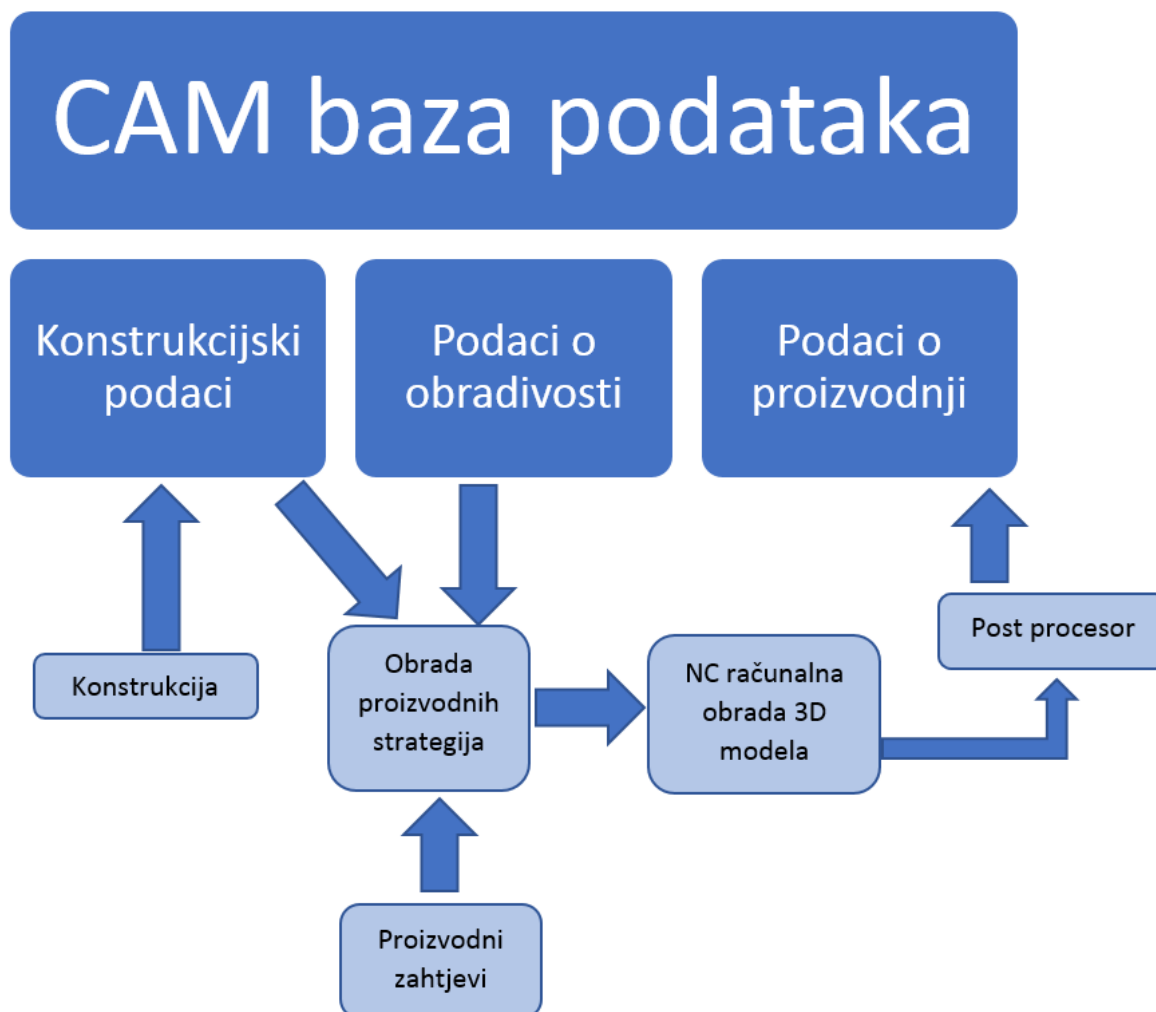 CAM baza podataka
Konstrukcijski
podaci
Podaci o
obradivosti
Podaci o
proizvodnji
Konstrukcija
Obrada
proizvodnih
strategija
NC računalna
obrada 3D
modela
Post procesor
Proizvodni
zahtjevi